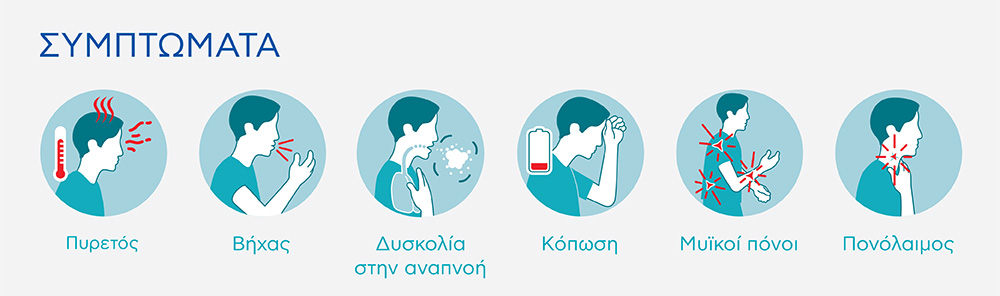 ΣΥΜΠΤΩΜΑΤΑ
Πυρετός
Βήχας
Δυσκολία
στην αναπνοή
Κόπωση
Μυϊκοί πόνοι
Πονόλαιμος